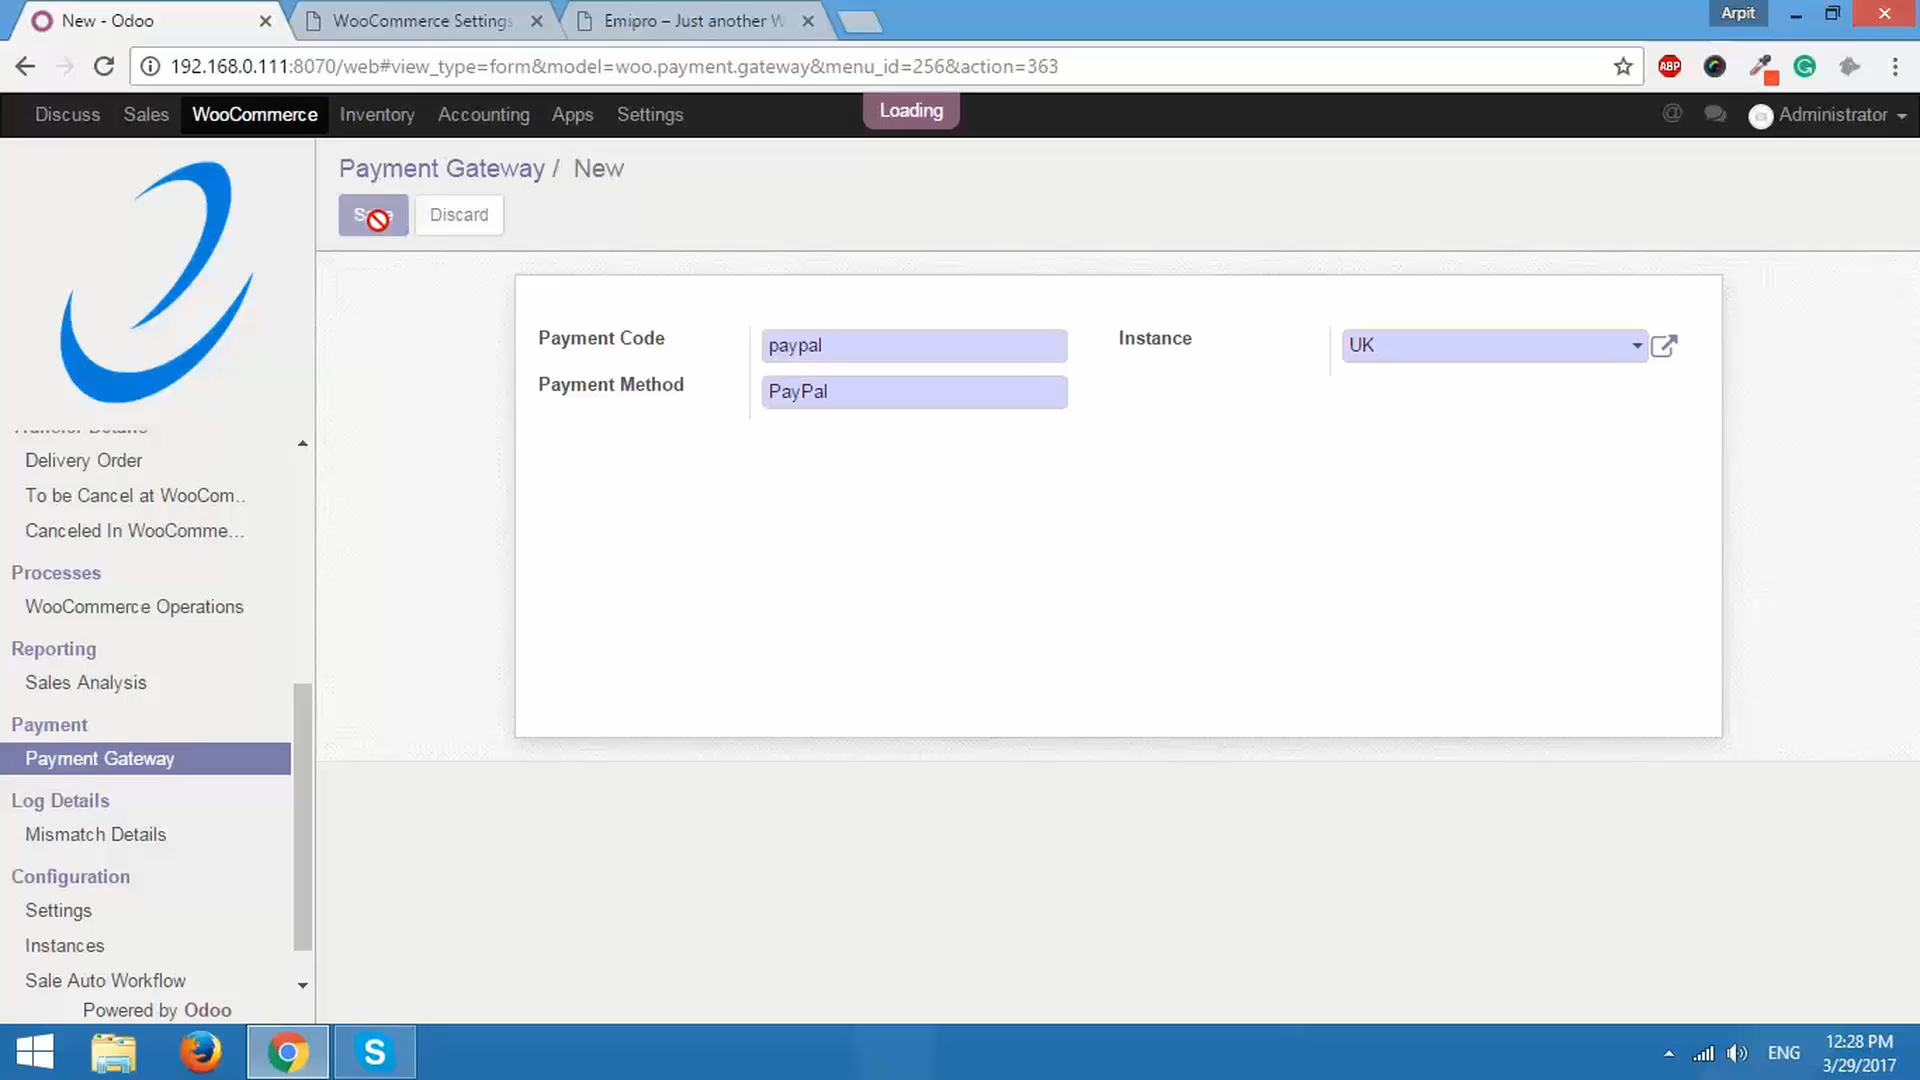 New - Odoo
WooCommerce Settings
Emipro – Just another W
Arpit
192.168.0.111:8070/web#view_type=form&model=woo.payment.gateway&menu_id=256&action=363
ABP
Discuss
Sales
WooCommerce
Inventory
Accounting
Apps
Settings
Loading
@
Administrator
Payment Gateway / New
Discard
Payment Code
paypal
Instance
UK
Payment Method
PayPal
Delivery Order
To be Cancel at WooCom..
Canceled In WooComme...
Processes
WooCommerce Operations
Reporting
Sales Analysis
Payment
Payment Gateway
Log Details
Mismatch Details
Configuration
Settings
Instances
Sale Auto Workflow
Powered by Odoo
ENG
12:28 PM
3/29/2017